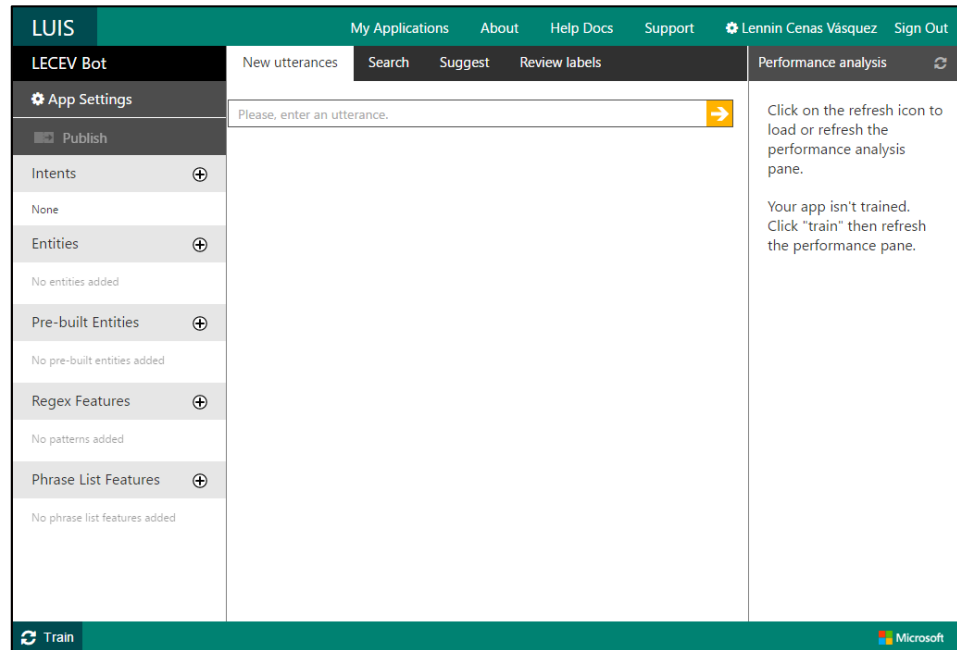 LUIS
My Applications About Help Docs Support Lennin Cenas Vásquez Sign Out
LECEV Bot
New utterances Search Suggest Review labels
Performance analysis
App Settings
Publish
Intents
None
Entities
No entities added
Pre-built Entities
No pre-built entities added
Regex Features
No patterns added
Phrase List Features
No phrase list features added
Please, enter an utterance.
Click on the refresh icon to
load or refresh the
performance analysis
pane.
Your app isn't trained.
Click "train" then refresh
the performance pane.
Train
Microsoft